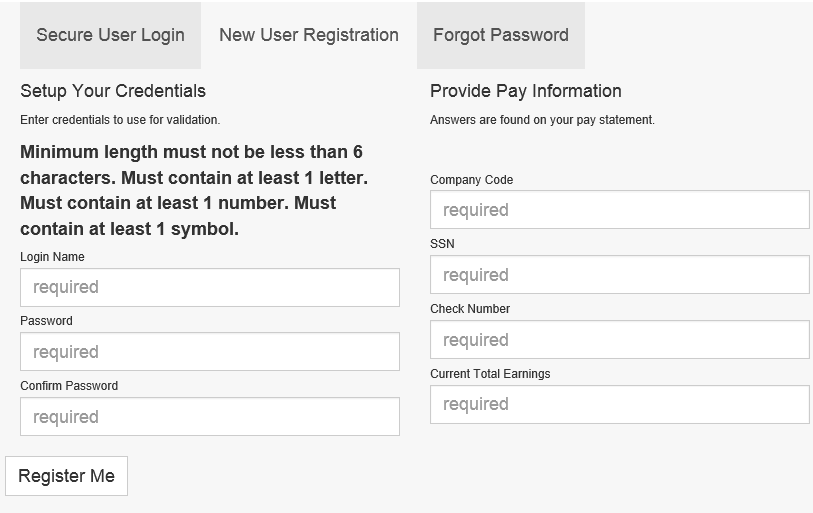 Secure User Login
New User Registration
Forgot Password
Setup Your Credentials
Enter credentials to use for validation.
Minimum length must not be less than 6
characters. Must contain at least 1 letter.
Must contain at least 1 number. Must
contain at least 1 symbol.
Login Name
required
Password
required
Confirm Password
required
Provide Pay Information
Answers are found on your pay statement.
Company Code
required
SSN
required
Check Number
required
Current Total Earnings
required
Register Me